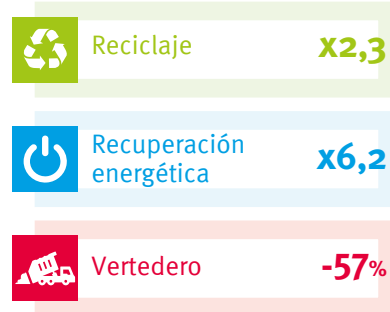 Reciclaje x2,3
Recuperación
energética x6,2
Vertedero -57%